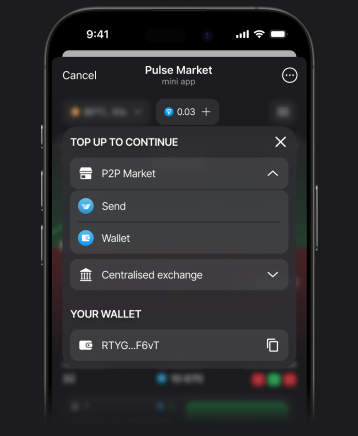 9:41
Cancel
Pulse Market
mini app
0.03 +
TOP UP TO CONTINUE
P2P Market
Send
Wallet
Centralised exchange
YOUR WALLET
RTYG...F6vT